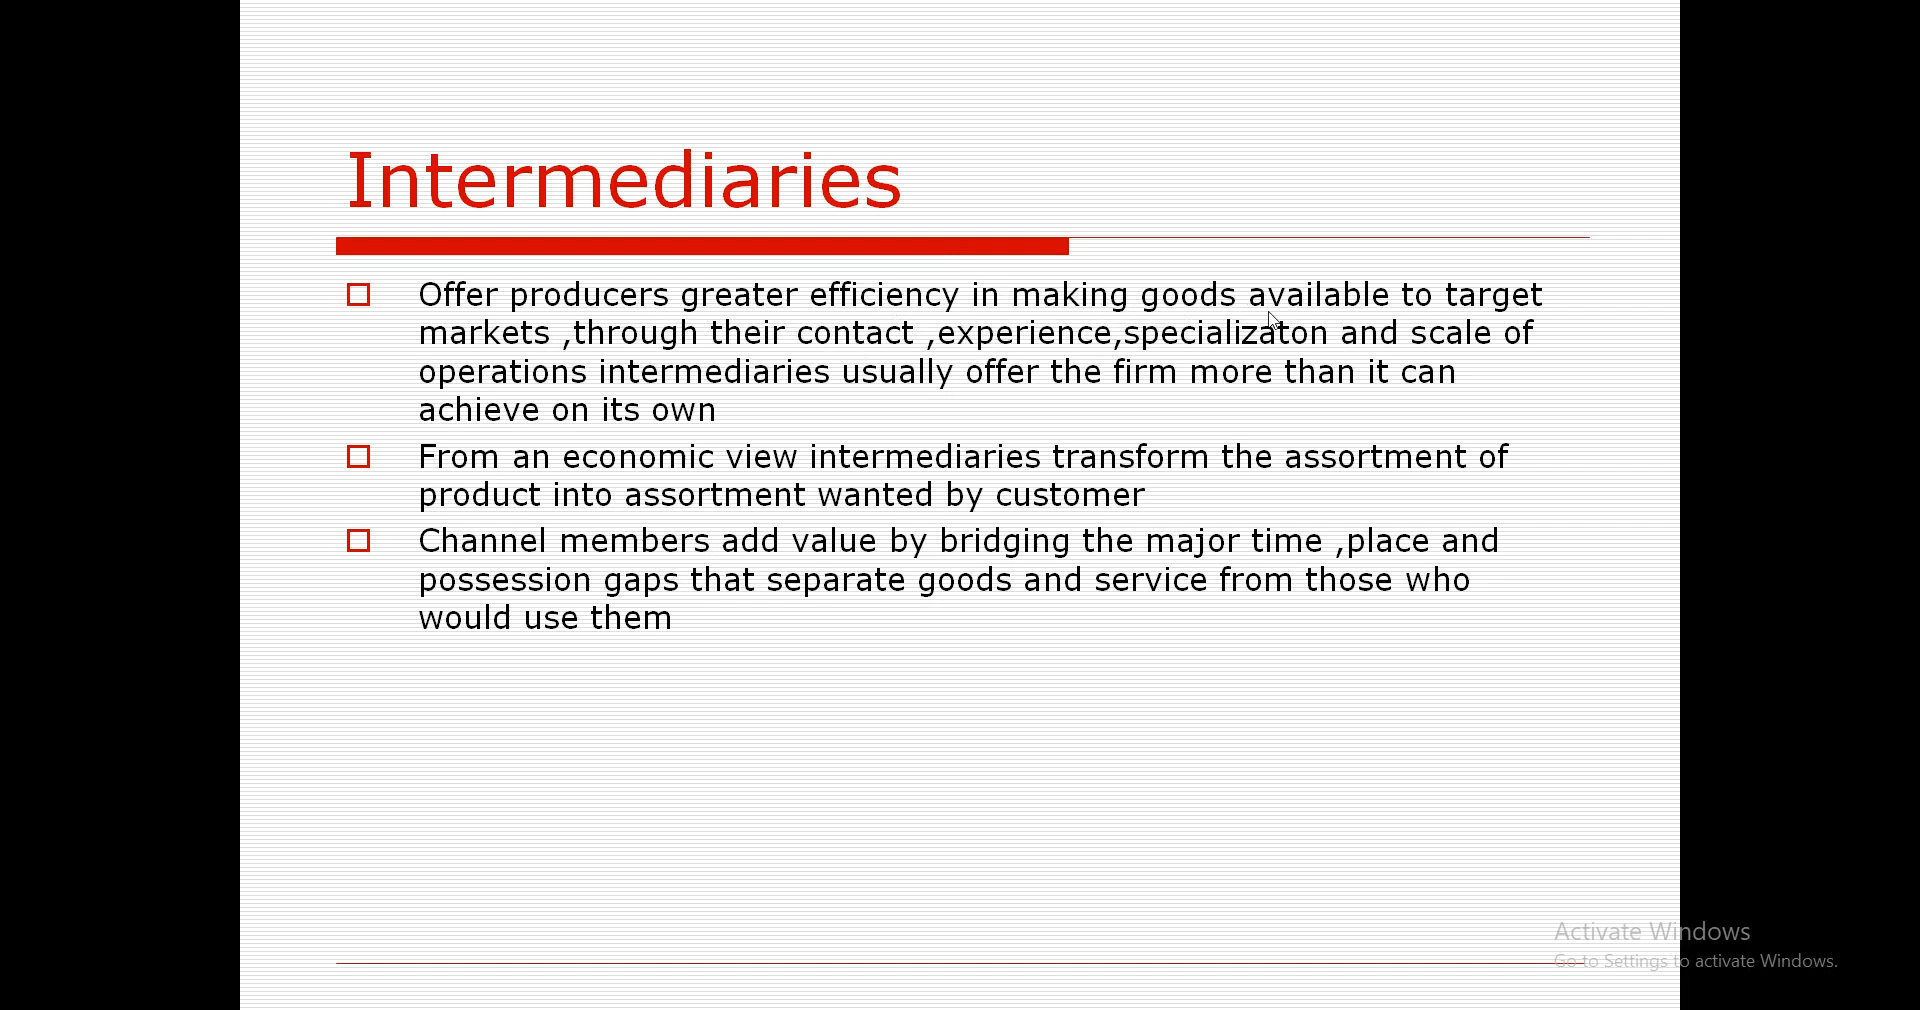 Intermediaries
Offer producers greater efficiency in making goods available to target
markets ,through their contact ,experience,specializaton and scale of
operations intermediaries usually offer the firm more than it can
achieve on its own
From an economic view intermediaries transform the assortment of
product into assortment wanted by customer
Channel members add value by bridging the major time ,place and
possession gaps that separate goods and service from those who
would use them
Activate Windows
Go to Settings to activate Windows.